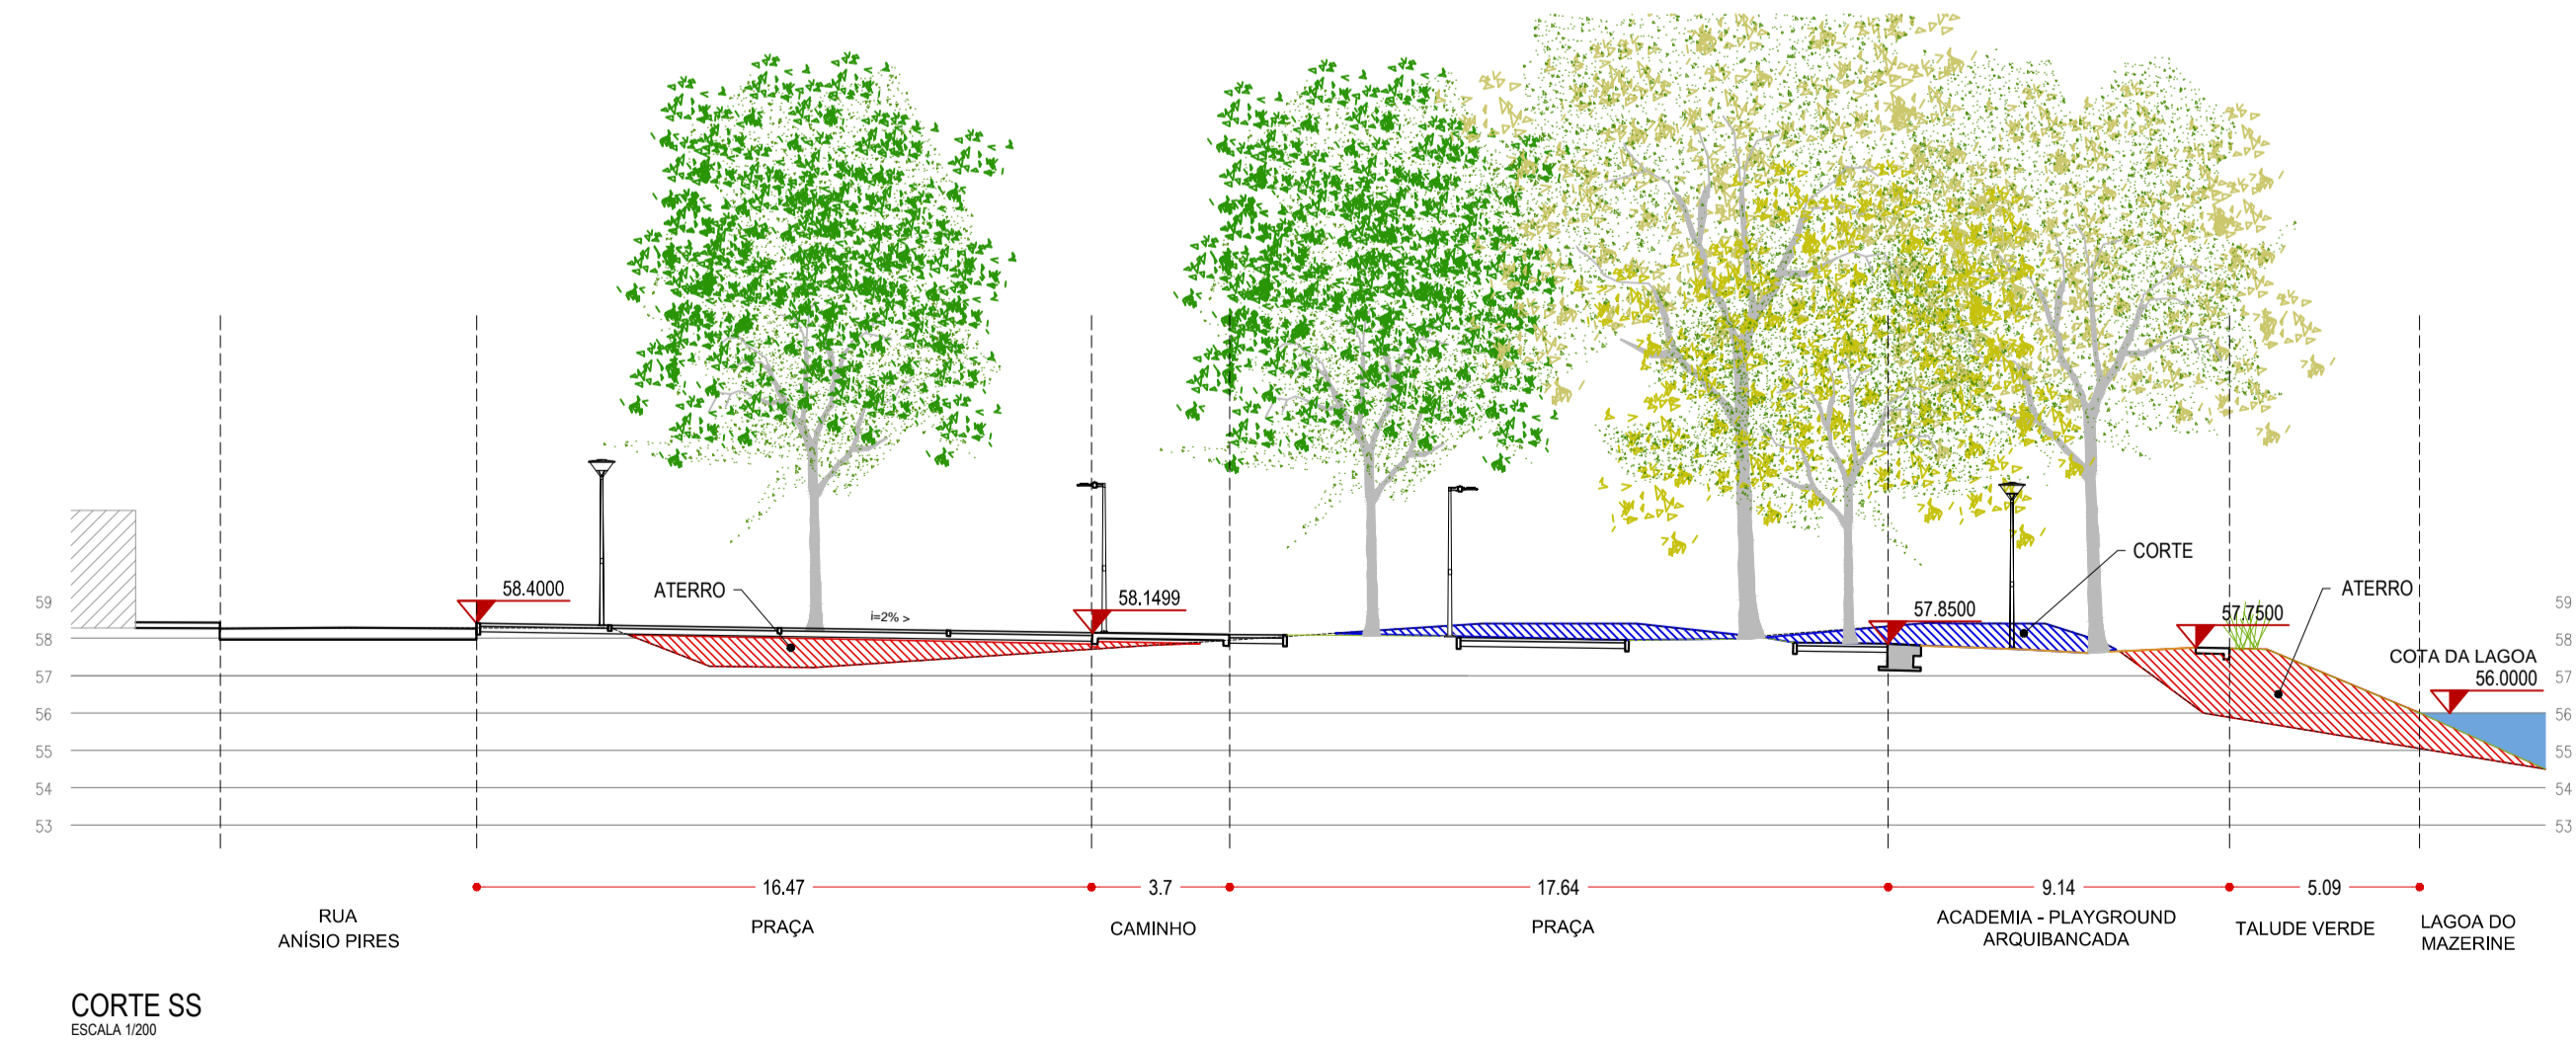 CORTE
ATERRO
58.4000
ATERRO
58.1499
57.8500
57.7500
i=2% >
COTA DA LAGOA
56.0000
59
58
57
56
55
54
53
59
58
57
56
55
54
53
16.47
3.7
17.64
9.14
5.09
RUA
ANÍSIO PIRES
PRAÇA
CAMINHO
PRAÇA
ACADEMIA - PLAYGROUND
ARQUIBANCADA
TALUDE VERDE
LAGOA DO
MAZERINE
CORTE SS
ESCALA 1/200